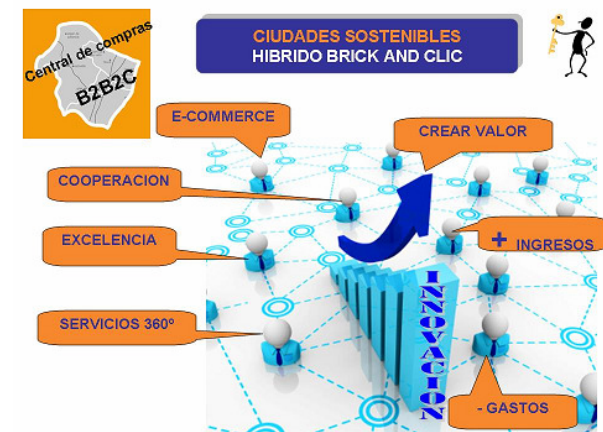 Central de compras
B2B2C
CIUDADES SOSTENIBLES
HIBRIDO BRICK AND CLIC
E-COMMERCE
CREAR VALOR
COOPERACION
EXCELENCIA
+ INGRESOS
SERVICIOS 360º
INNOVACION
- GASTOS